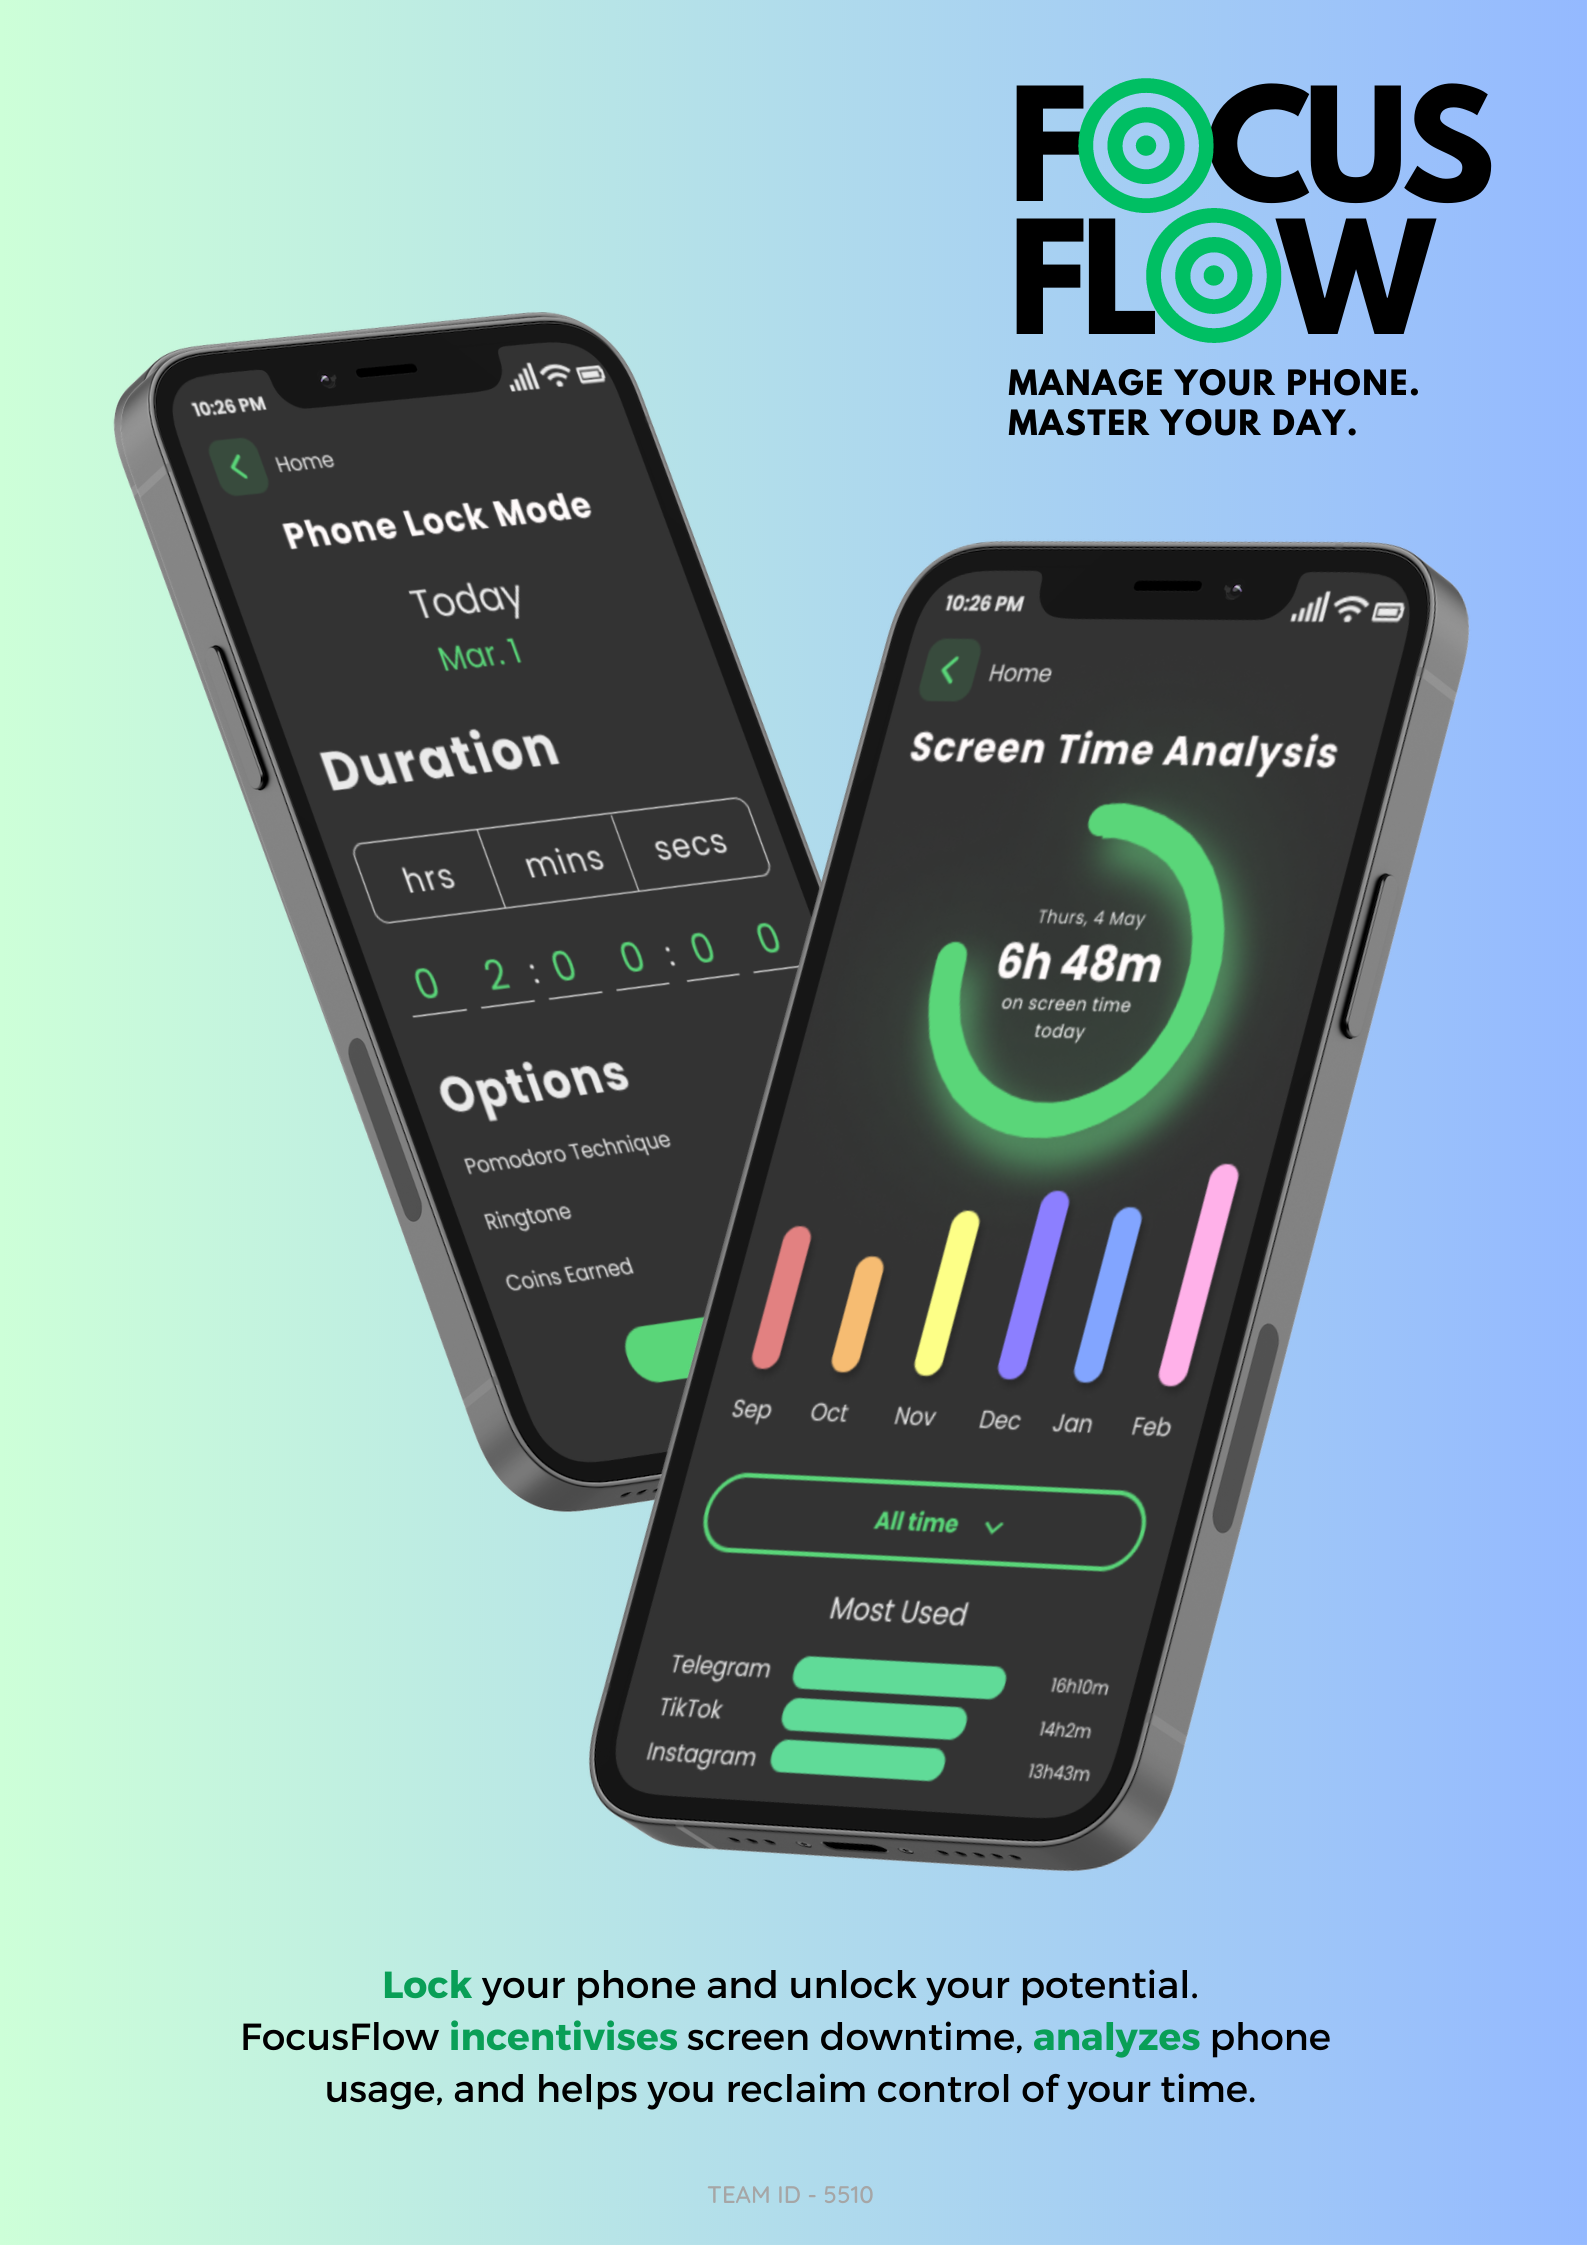 FOCUS
FLOW
MANAGE YOUR PHONE.
MASTER YOUR DAY.
10:26 PM
Home
Phone Lock Mode
Today
Mar. 1
Duration
hrs mins secs
0 2 : 0 0 : 0 0
Options
Pomodoro Technique
Ringtone
Coins Earned
10:26 PM
Home
Screen Time Analysis
Thurs, 4 May
6h 48m
on screen time
today
Sep Oct Nov Dec Jan Feb
All time
Most Used
Telegram 16h10m
TikTok 14h2m
Instagram 13h43m
Lock your phone and unlock your potential.
FocusFlow incentivises screen downtime, analyzes phone
usage, and helps you reclaim control of your time.
TEAM ID - 5510